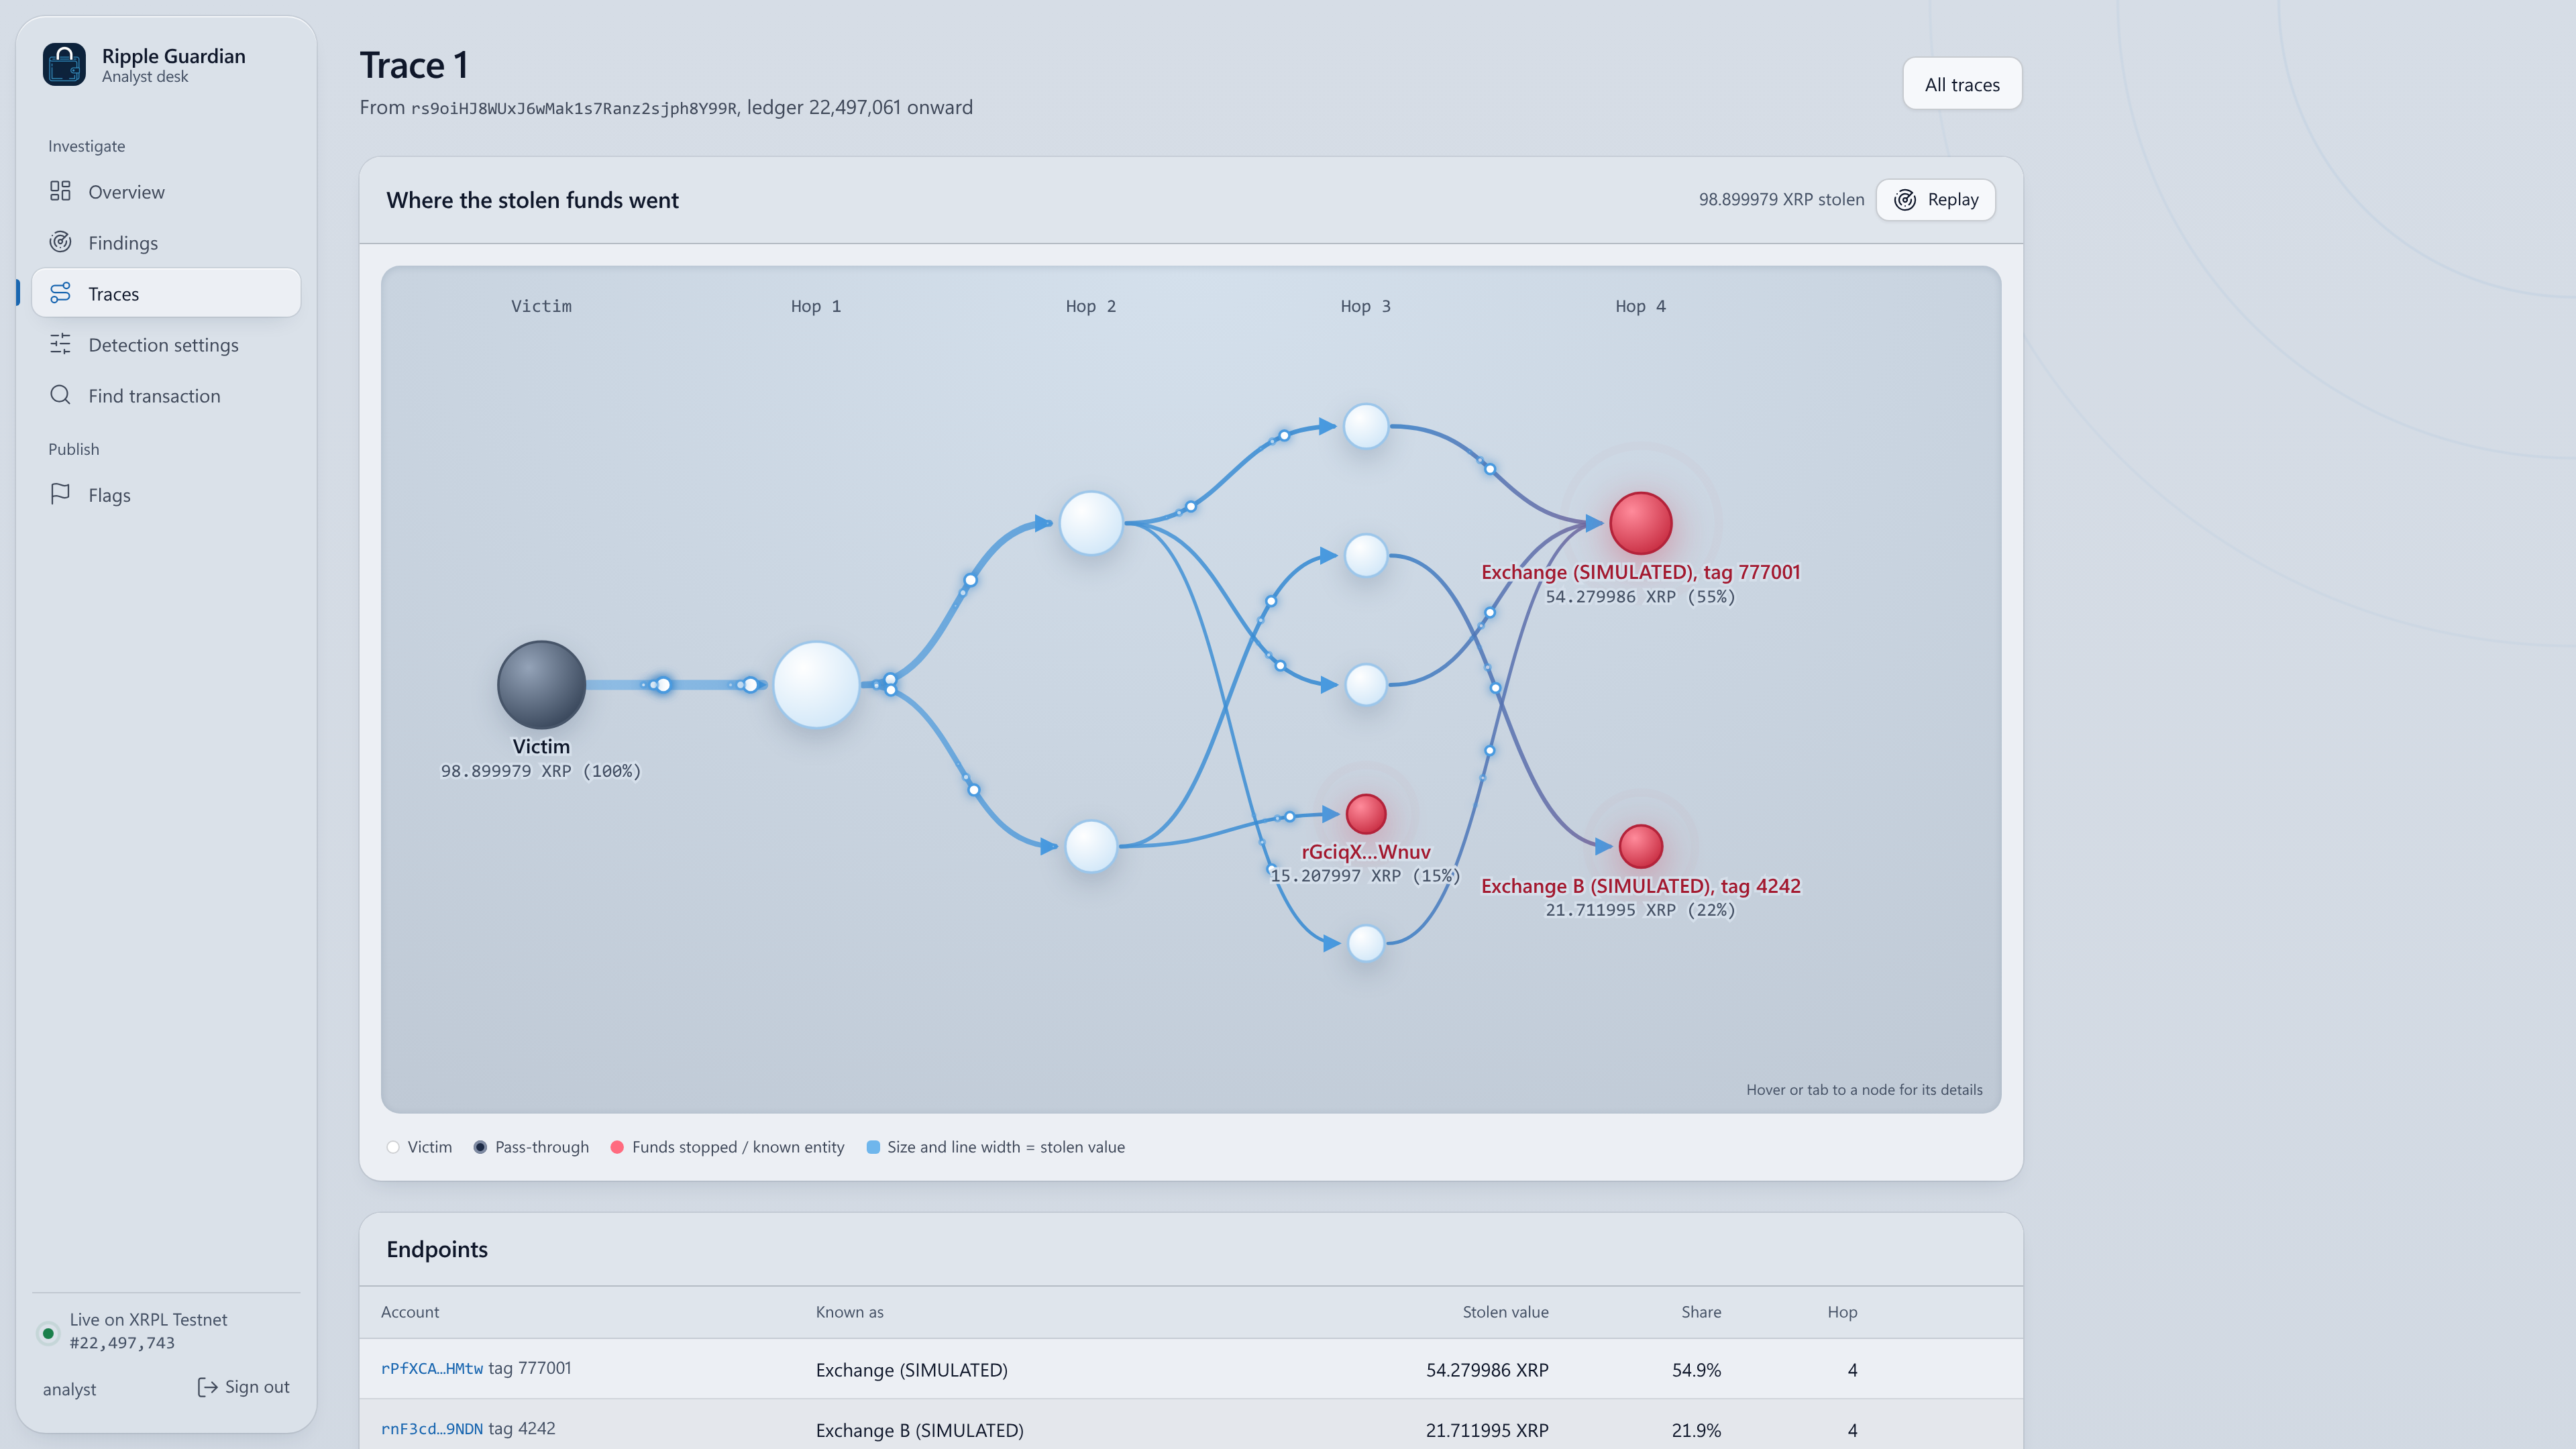 Ripple Guardian
Analyst desk
Investigate
Overview
Findings
Traces
Detection settings
Find transaction
Publish
Flags
Live on XRPL Testnet
#22,497,743
analyst
Sign out
Trace 1
From rs9oiHJ8WUxJ6wMak1s7Ranz2sjph8Y99R, ledger 22,497,061 onward
All traces
Where the stolen funds went
98.899979 XRP stolen
Replay
Victim
Hop 1
Hop 2
Hop 3
Hop 4
Exchange (SIMULATED), tag 777001
54.279986 XRP (55%)
Victim
98.899979 XRP (100%)
rGciqX…Wnuv
15.207997 XRP (15%)
Exchange B (SIMULATED), tag 4242
21.711995 XRP (22%)
Hover or tab to a node for its details
Victim
Pass-through
Funds stopped / known entity
Size and line width = stolen value
Endpoints
Account Known as Stolen value Share Hop
rPfXCA…HMtw tag 777001 Exchange (SIMULATED) 54.279986 XRP 54.9% 4
rnF3cd…9NDN tag 4242 Exchange B (SIMULATED) 21.711995 XRP 21.9% 4